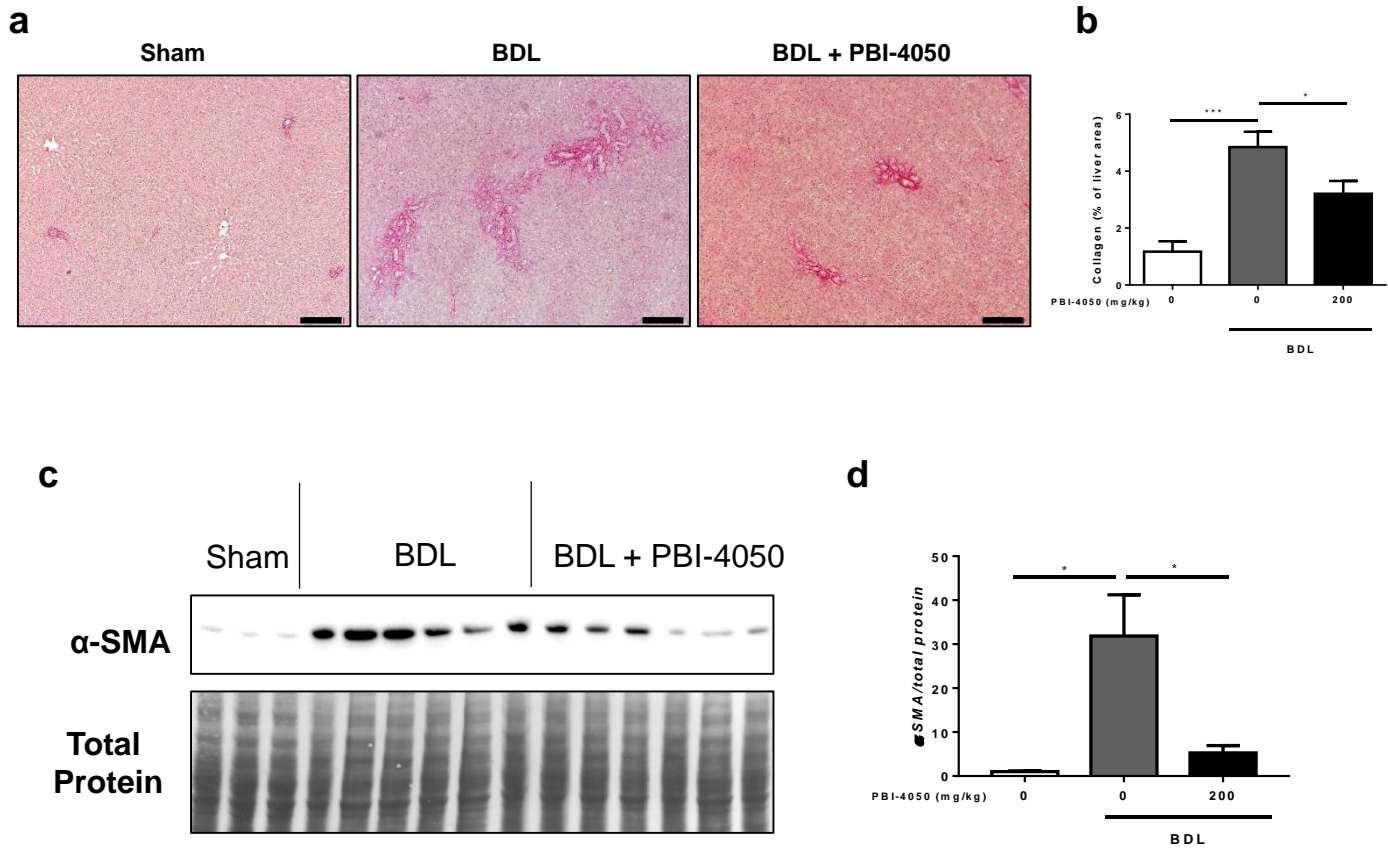 a
Sham
BDL
BDL + PBI-4050
b
***
*
6
4
2
0
Collagen (% of liver area)
PBI-4050 (mg/kg)
0
0
200
BDL
c
Sham
BDL
BDL + PBI-4050
α-SMA
Total
Protein
d
*
*
50
40
30
20
10
0
SMA/total protein
PBI-4050 (mg/kg)
0
0
200
BDL